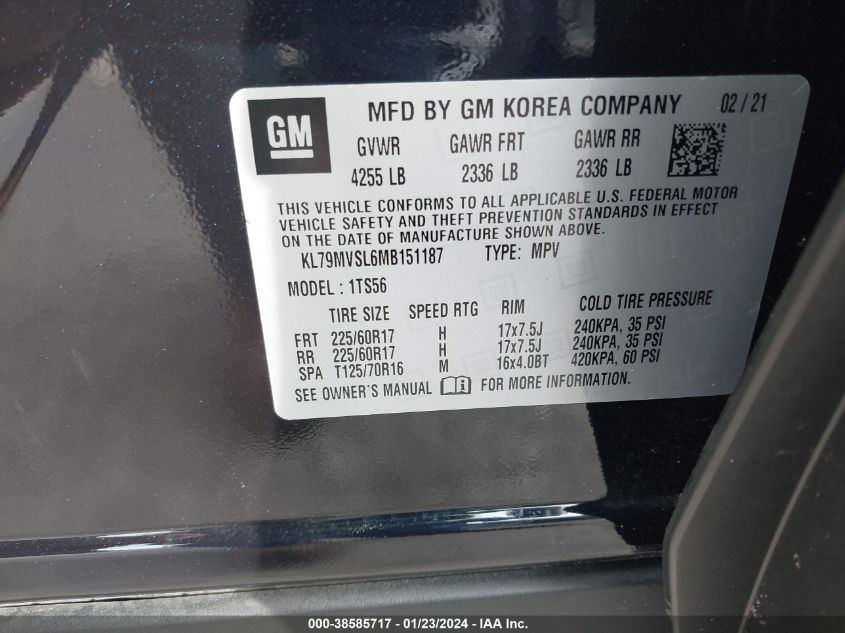 GM
MFD BY GM KOREA COMPANY 02 / 21
GVWR GAWR FRT GAWR RR
4255 LB 2336 LB 2336 LB
THIS VEHICLE CONFORMS TO ALL APPLICABLE U.S. FEDERAL MOTOR
VEHICLE SAFETY AND THEFT PREVENTION STANDARDS IN EFFECT
ON THE DATE OF MANUFACTURE SHOWN ABOVE.
KL79MVSL6MB151187 TYPE: MPV
MODEL: 1TS56
TIRE SIZE SPEED RTG RIM COLD TIRE PRESSURE
FRT 225/60R17 H 17x7.5J 240KPA, 35 PSI
RR 225/60R17 H 17x7.5J 240KPA, 35 PSI
SPA T125/70R16 M 16x4.0BT 420KPA, 60 PSI
SEE OWNER'S MANUAL i FOR MORE INFORMATION.
000-38585717 - 01/23/2024 - IAA Inc.